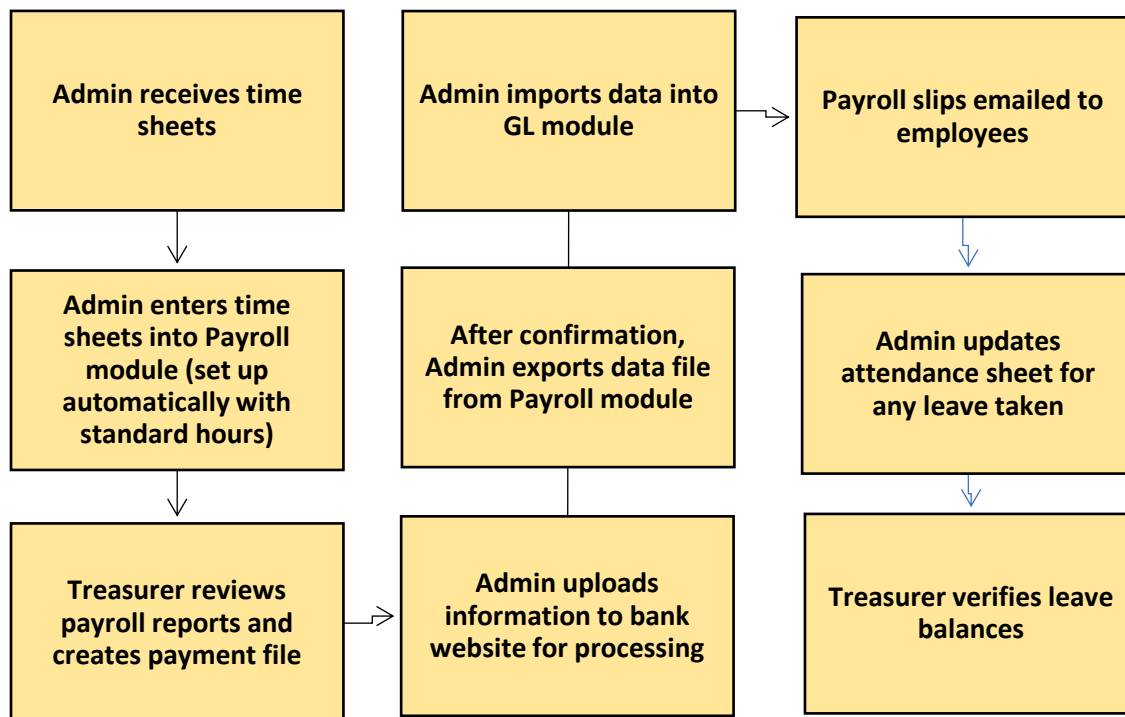 Admin receives time
sheets
Admin enters time
sheets into Payroll
module (set up
automatically with
standard hours)
Treasurer reviews
payroll reports and
creates payment file
Admin uploads
information to bank
website for processing
After confirmation,
Admin exports data file
from Payroll module
Admin imports data into
GL module
Payroll slips emailed to
employees
Admin updates
attendance sheet for
any leave taken
Treasurer verifies leave
balances